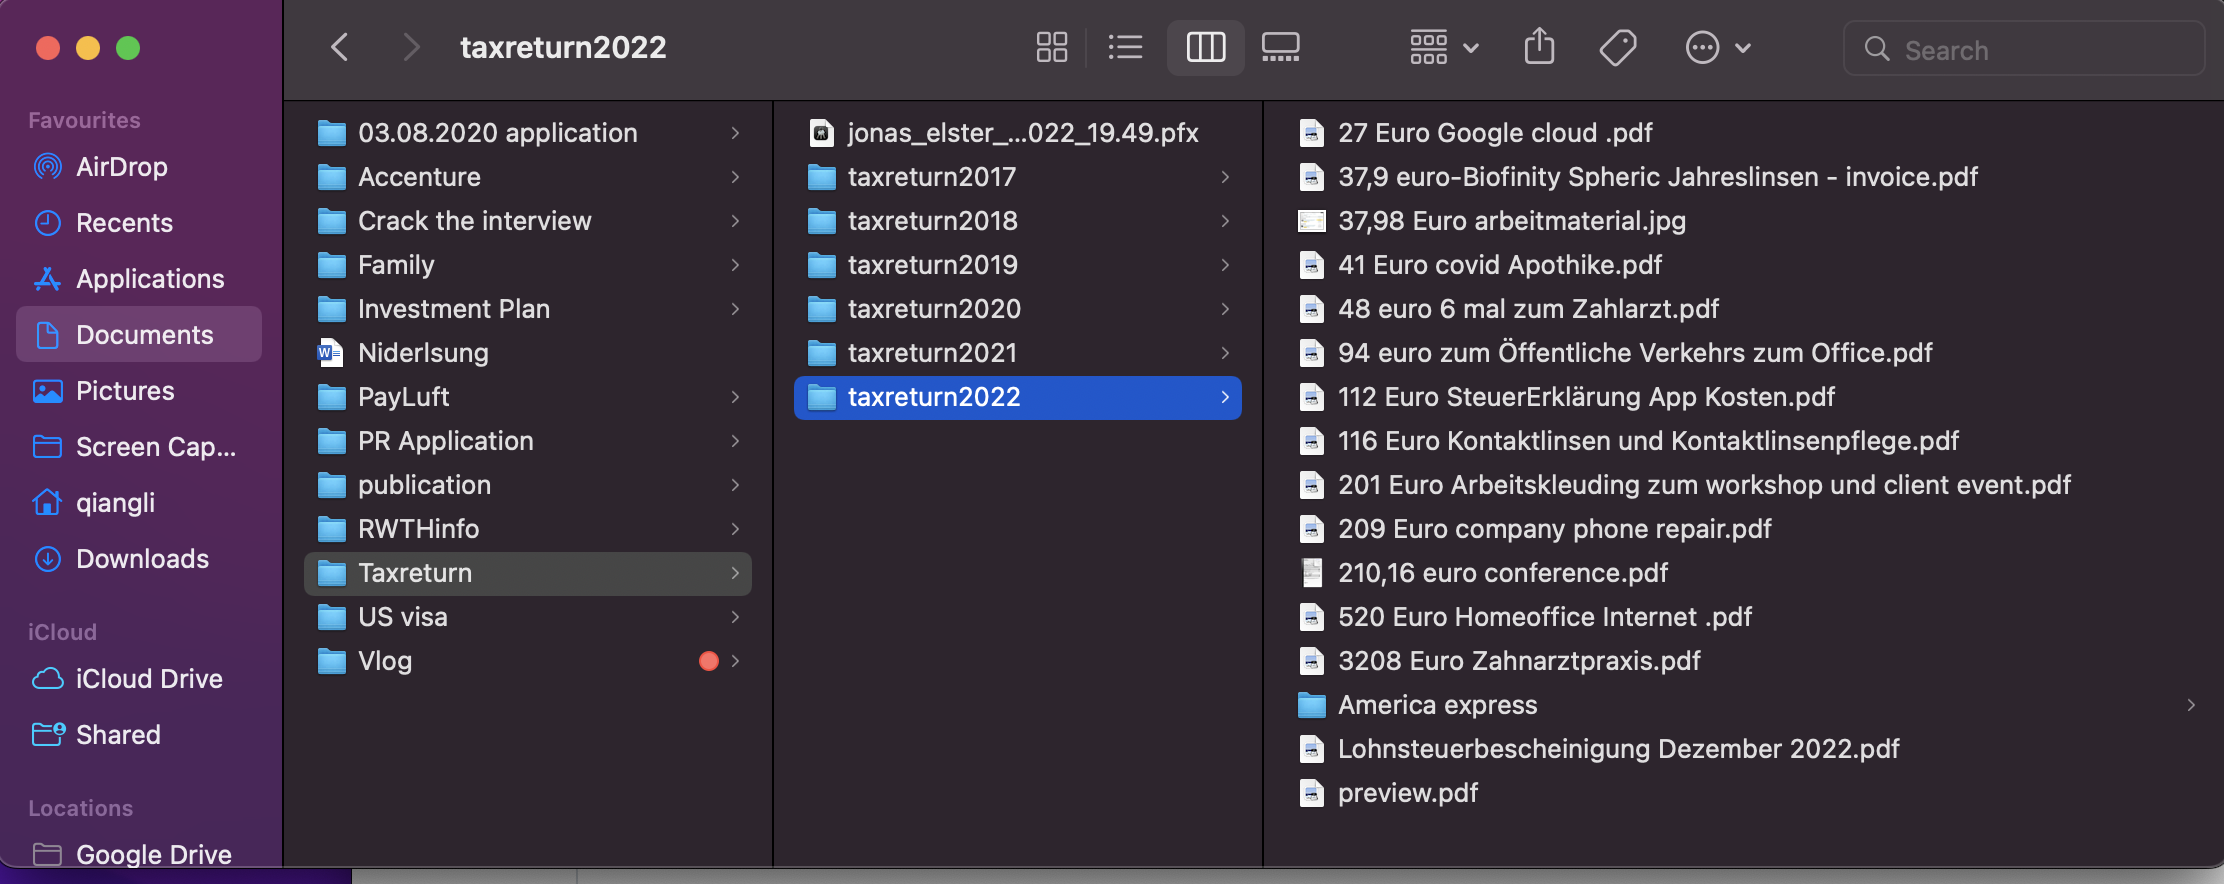 taxreturn2022
Search
Favourites
AirDrop
Recents
Applications
Documents
Pictures
Screen Cap...
qiangli
Downloads
iCloud
iCloud Drive
Shared
Locations
Google Drive
03.08.2020 application
Accenture
Crack the interview
Family
Investment Plan
Niderlsung
PayLuft
PR Application
publication
RWTHinfo
Taxreturn
US visa
Vlog
jonas_elster_...022_19.49.pfx
taxreturn2017
taxreturn2018
taxreturn2019
taxreturn2020
taxreturn2021
taxreturn2022
27 Euro Google cloud .pdf
37,9 euro-Biofinity Spheric Jahreslinsen - invoice.pdf
37,98 Euro arbeitmaterial.jpg
41 Euro covid Apothike.pdf
48 euro 6 mal zum Zahlarzt.pdf
94 euro zum Öffentliche Verkehrs zum Office.pdf
112 Euro SteuerErklärung App Kosten.pdf
116 Euro Kontaktlinsen und Kontaktlinsenpflege.pdf
201 Euro Arbeitskleuding zum workshop und client event.pdf
209 Euro company phone repair.pdf
210,16 euro conference.pdf
520 Euro Homeoffice Internet .pdf
3208 Euro Zahnarztpraxis.pdf
America express
Lohnsteuerbescheinigung Dezember 2022.pdf
preview.pdf